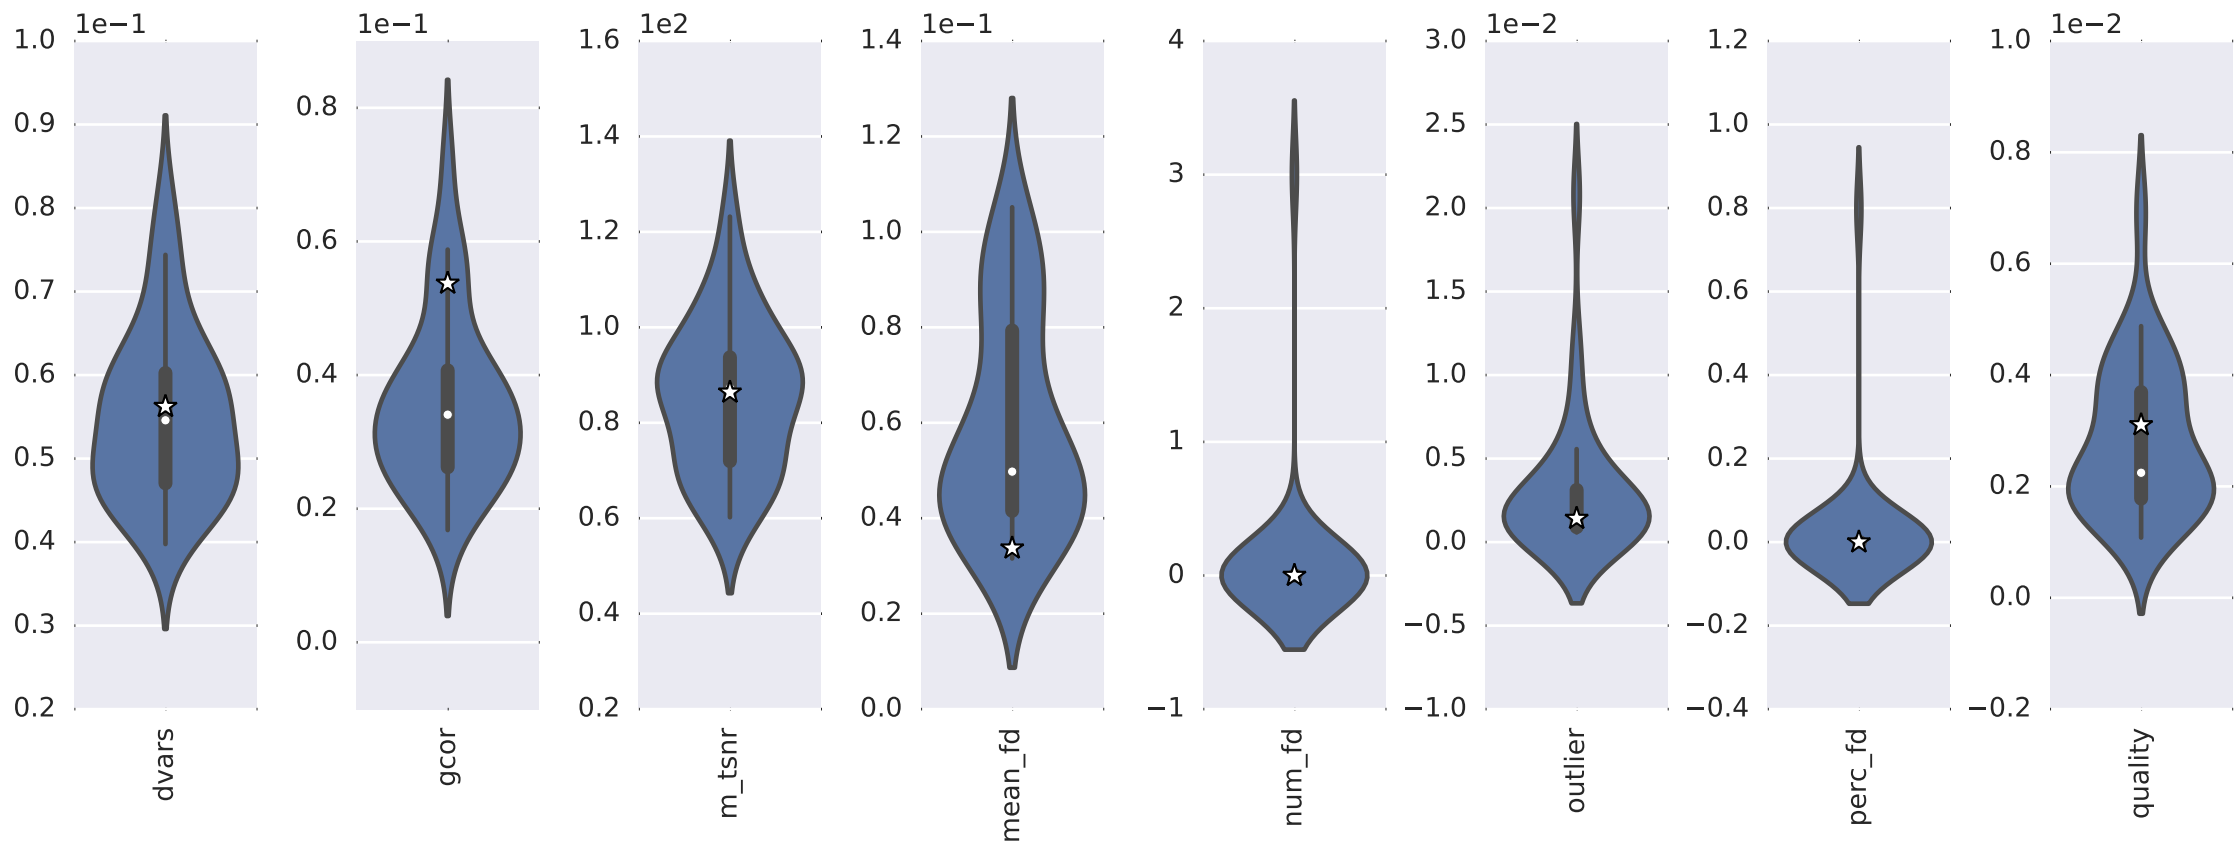 1e−1 1e−1 1e2 1e−1 1e−2 1e−2
1.0 0.9 0.8 0.7 0.6 0.5 0.4 0.3 0.2
dvars
0.8 0.6 0.4 0.2 0.0
gcor
1.6 1.4 1.2 1.0 0.8 0.6 0.4 0.2
m_tsnr
1.4 1.2 1.0 0.8 0.6 0.4 0.2 0.0
mean_fd
4 3 2 1 0 −1
num_fd
3.0 2.5 2.0 1.5 1.0 0.5 0.0 −0.5 −1.0
outlier
1.2 1.0 0.8 0.6 0.4 0.2 0.0 −0.2 −0.4
perc_fd
1.0 0.8 0.6 0.4 0.2 0.0 −0.2
quality